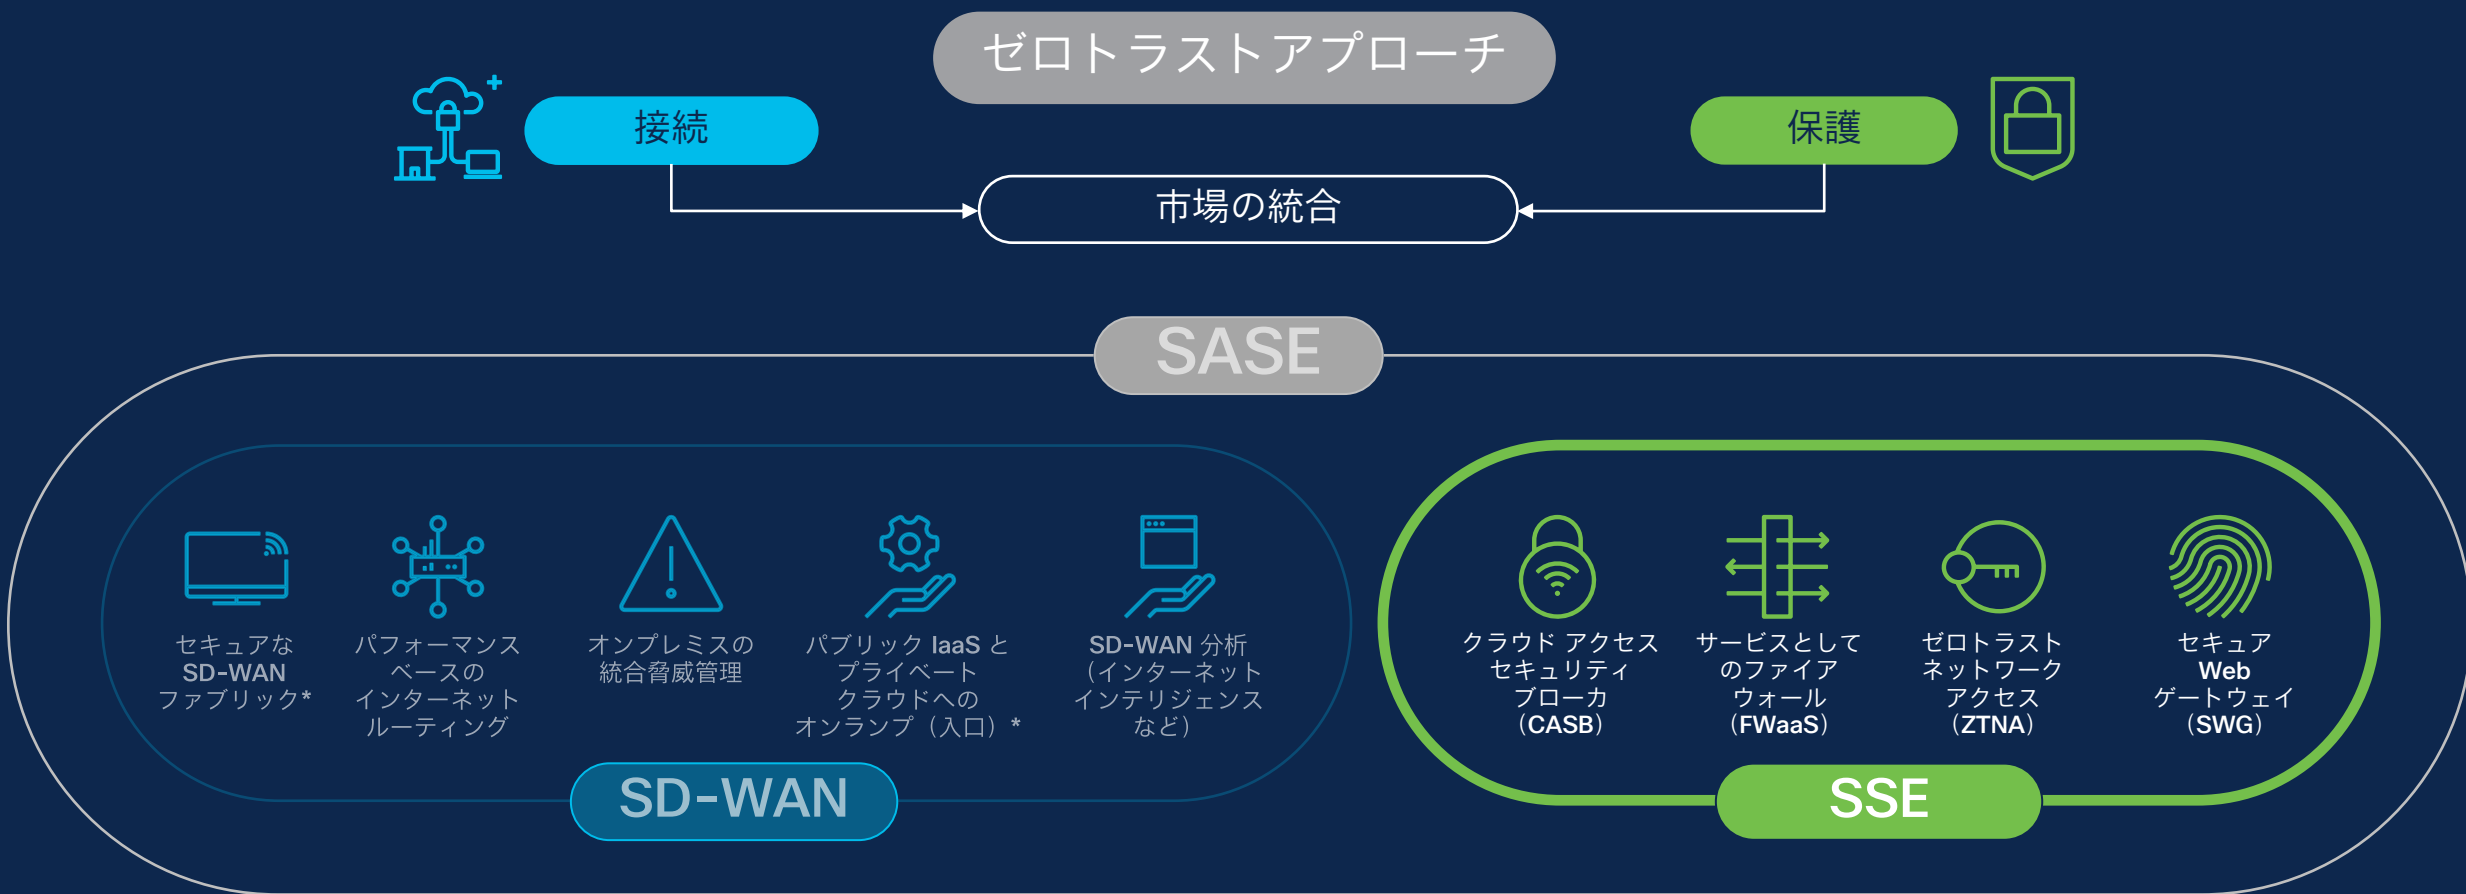 ゼロトラストアプローチ
接続
保護
市場の統合
SASE
セキュアな
SD-WAN
ファブリック*
パフォーマンス
ベースの
インターネット
ルーティング
オンプレミスの
統合脅威管理
パブリック IaaS と
プライベート
クラウドへの
オンランプ（入口）*
SD-WAN 分析
（インターネット
インテリジェンス
など）
SD-WAN
クラウド アクセス
セキュリティ
ブローカ
（CASB）
サービスとして
のファイア
ウォール
（FWaaS）
ゼロトラスト
ネットワーク
アクセス
（ZTNA）
セキュア
Web
ゲートウェイ
（SWG）
SSE